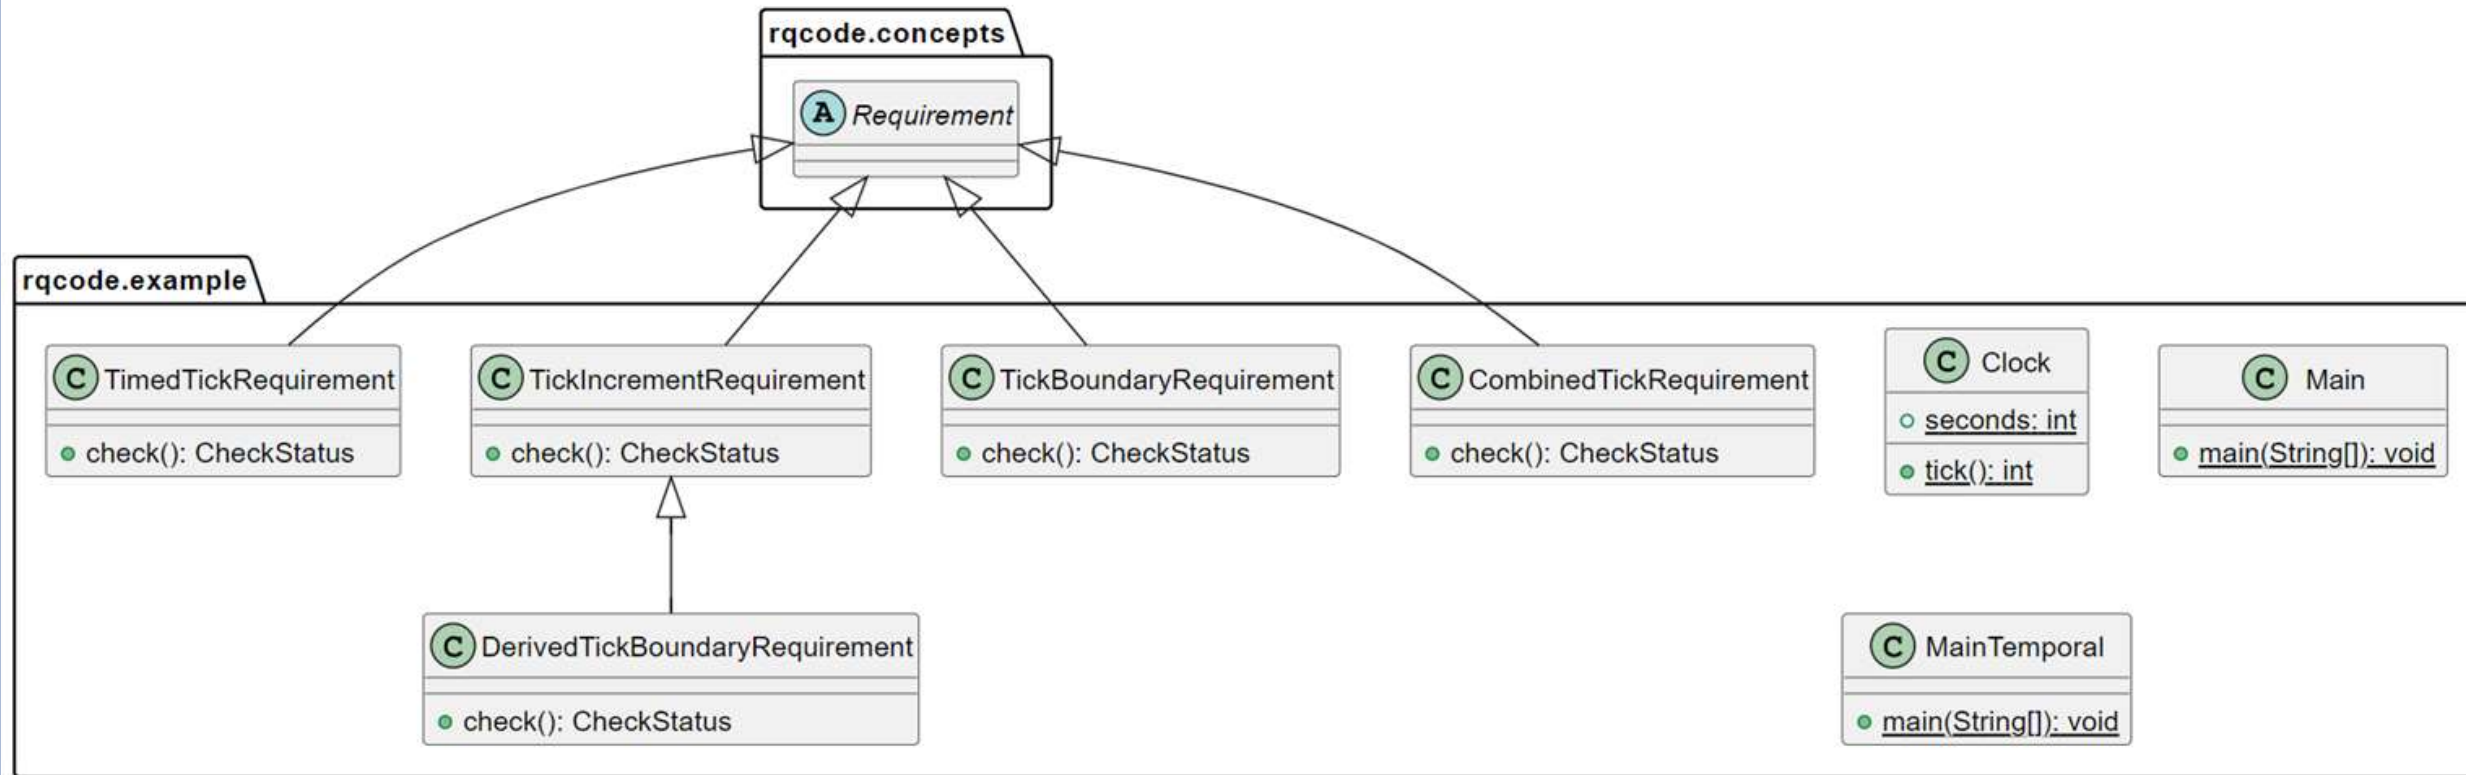 rqcode.concepts
A Requirement
rqcode.example
C TimedTickRequirement
check(): CheckStatus
C TickIncrementRequirement
check(): CheckStatus
C TickBoundaryRequirement
check(): CheckStatus
C CombinedTickRequirement
check(): CheckStatus
C Clock
seconds: int
tick(): int
C Main
main(String[]): void
C DerivedTickBoundaryRequirement
check(): CheckStatus
C MainTemporal
main(String[]): void